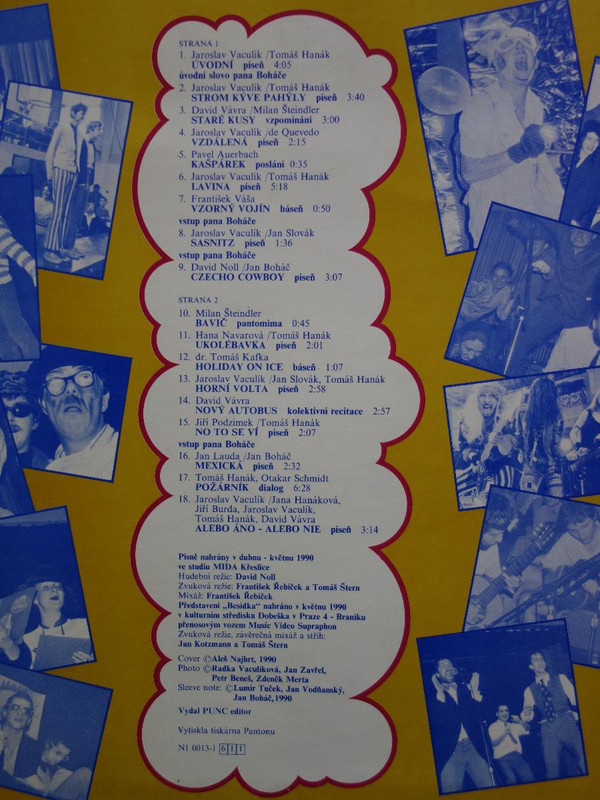 STRANA 1
1. Jaroslav Vaculík /Tomáš Hanák
ÚVODNÍ píseň 4:05
úvodní slovo pana Boháče
2. Jaroslav Vaculík /Tomáš Hanák
STROM KÝVE PAHÝLY píseň 3:40
3. David Vávra /Milan Šteindler
STARÉ KUSY vzpomínání 3:00
4. Jaroslav Vaculík /de Quevedo
VZDÁLENÁ píseň 2:15
5. Pavel Auerbach
KAŠPÁREK poslání 0:35
6. Jaroslav Vaculík /Tomáš Hanák
LAVINA píseň 5:18
7. František Váša
VZORNÝ VOJÍN báseň 0:50
vstup pana Boháče
8. Jaroslav Vaculík /Jan Slovák
SASNITZ píseň 1:36
vstup pana Boháče
9. David Noll /Jan Boháč
CZECHO COWBOY píseň 3:07
STRANA 2
10. Milan Šteindler
BAVIČ pantomima 0:45
11. Hana Navarová /Tomáš Hanák
UKOLÉBAVKA píseň 2:01
12. dr. Tomáš Kafka
HOLIDAY ON ICE báseň 1:07
13. Jaroslav Vaculík /Jan Slovák, Tomáš Hanák
HORNÍ VOLTA píseň 2:58
14. David Vávra
NOVÝ AUTOBUS kolektivní recitace 2:57
15. Jiří Podzimek /Tomáš Hanák
NO TO SE VÍ píseň 2:07
vstup pana Boháče
16. Jan Lauda /Jan Boháč
MEXICKÁ píseň 2:32
17. Tomáš Hanák, Otakar Schmidt
POŽÁRNÍK dialog 6:28
18. Jaroslav Vaculík /Jana Hanáková,
Jiří Burda, Jaroslav Vaculík,
Tomáš Hanák, David Vávra
ALEBO ÁNO - ALEBO NIE píseň 3:14
Písně nahrány v dubnu - květnu 1990
ve studiu MIDA Křeslice
Hudební režie: David Noll
Zvuková režie: František Řebíček a Tomáš Štern
Mixáž: František Řebíček
Představení „Besídka" nahráno v květnu 1990
v kulturním středisku Dobeška v Praze 4 - Braníku
přenosovým vozem Music Video Supraphon
Zvuková režie, závěrečná mixáž a střih:
Jan Kotzmann a Tomáš Štern
Cover ©Aleš Najbrt, 1990
Photo ©Radka Vaculíková, Jan Zavřel,
Petr Beneš, Zdeněk Merta
Sleeve note: ©Lumír Tuček, Jan Vodňanský,
Jan Boháč, 1990
Vydal PUNC editor
Vytiskla tiskárna Pantonu
N1 0013-1 611